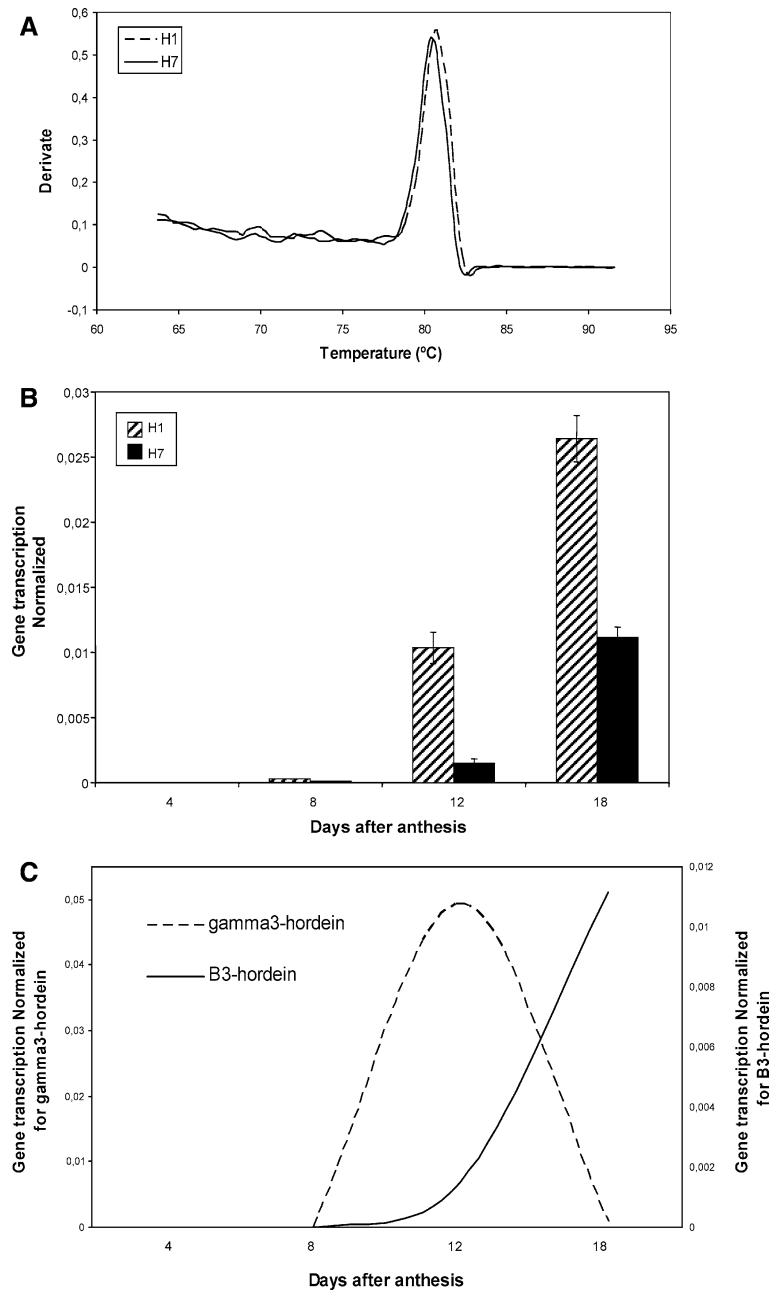 A
H1
H7
0,6
0,5
0,4
0,3
0,2
0,1
0
-0,1
Derivate
60
65
70
75
80
85
90
95
Temperature (ºC)
B
H1
H7
0,03
0,025
0,02
0,015
0,01
0,005
0
Gene transcription
Normalized
4
8
12
18
Days after anthesis
C
gamma3-hordein
B3-hordein
0,05
0,04
0,03
0,02
0,01
0
Gene transcription Normalized
for gamma3-hordein
0,012
0,01
0,008
0,006
0,004
0,002
0
Gene transcription Normalized
for B3-hordein
4
8
12
18
Days after anthesis